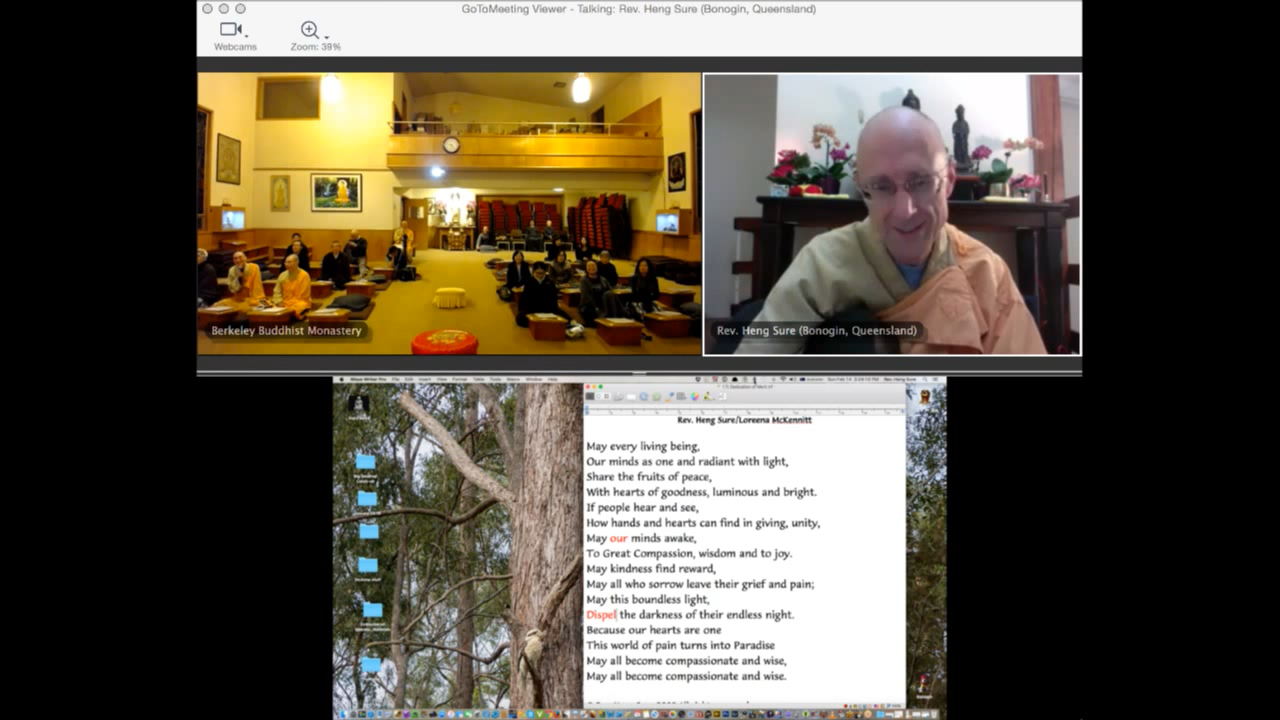 GoToMeeting Viewer - Talking: Rev. Heng Sure (Bonogin, Queensland)
Webcams
Zoom: 39%
Berkeley Buddhist Monastery
Rev. Heng Sure (Bonogin, Queensland)
Rev. Heng Sure/Loreena McKennitt
May every living being,
Our minds as one and radiant with light,
Share the fruits of peace,
With hearts of goodness, luminous and bright.
If people hear and see,
How hands and hearts can find in giving, unity,
May our minds awake,
To Great Compassion, wisdom and to joy.
May kindness find reward,
May all who sorrow leave their grief and pain;
May this boundless light,
Dispel the darkness of their endless night.
Because our hearts are one
This world of pain turns into Paradise
May all become compassionate and wise,
May all become compassionate and wise.